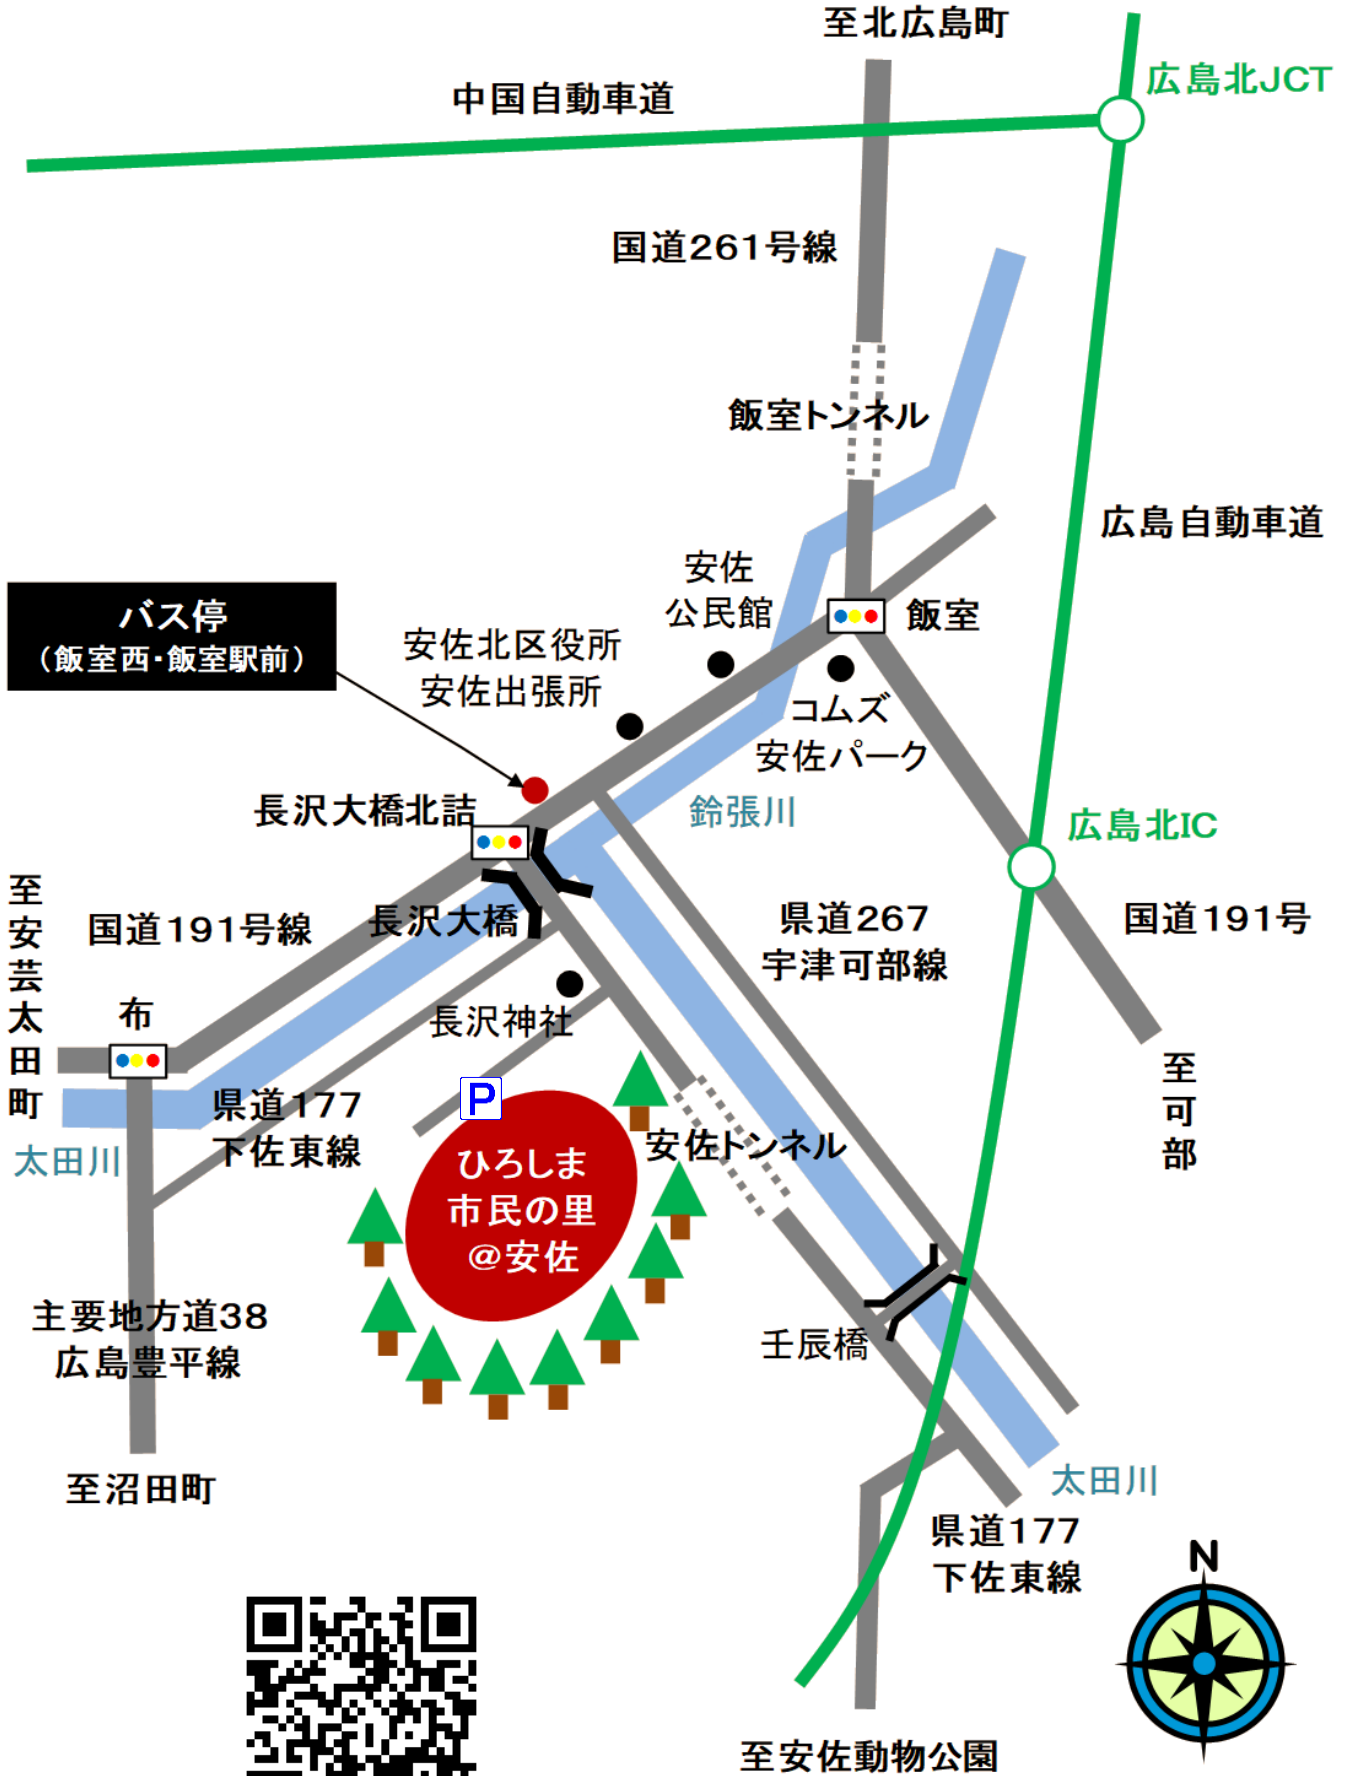 至北広島町
広島北JCT
中国自動車道
国道261号線
飯室トンネル
広島自動車道
安佐
公民館
飯室
バス停
（飯室西・飯室駅前）
安佐北区役所
安佐出張所
コムズ
安佐パーク
長沢大橋北詰
鈴張川
広島北IC
至安芸太田町
国道191号線
長沢大橋
県道267
宇津可部線
国道191号
布
長沢神社
至可部
P
県道177
下佐東線
太田川
安佐トンネル
ひろしま
市民の里
@安佐
主要地方道38
広島豊平線
壬辰橋
至沼田町
太田川
県道177
下佐東線
N
至安佐動物公園